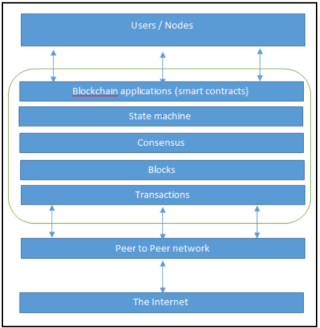 Users / Nodes
Blockchain applications (smart contracts)
State machine
Consensus
Blocks
Transactions
Peer to Peer network
The Internet